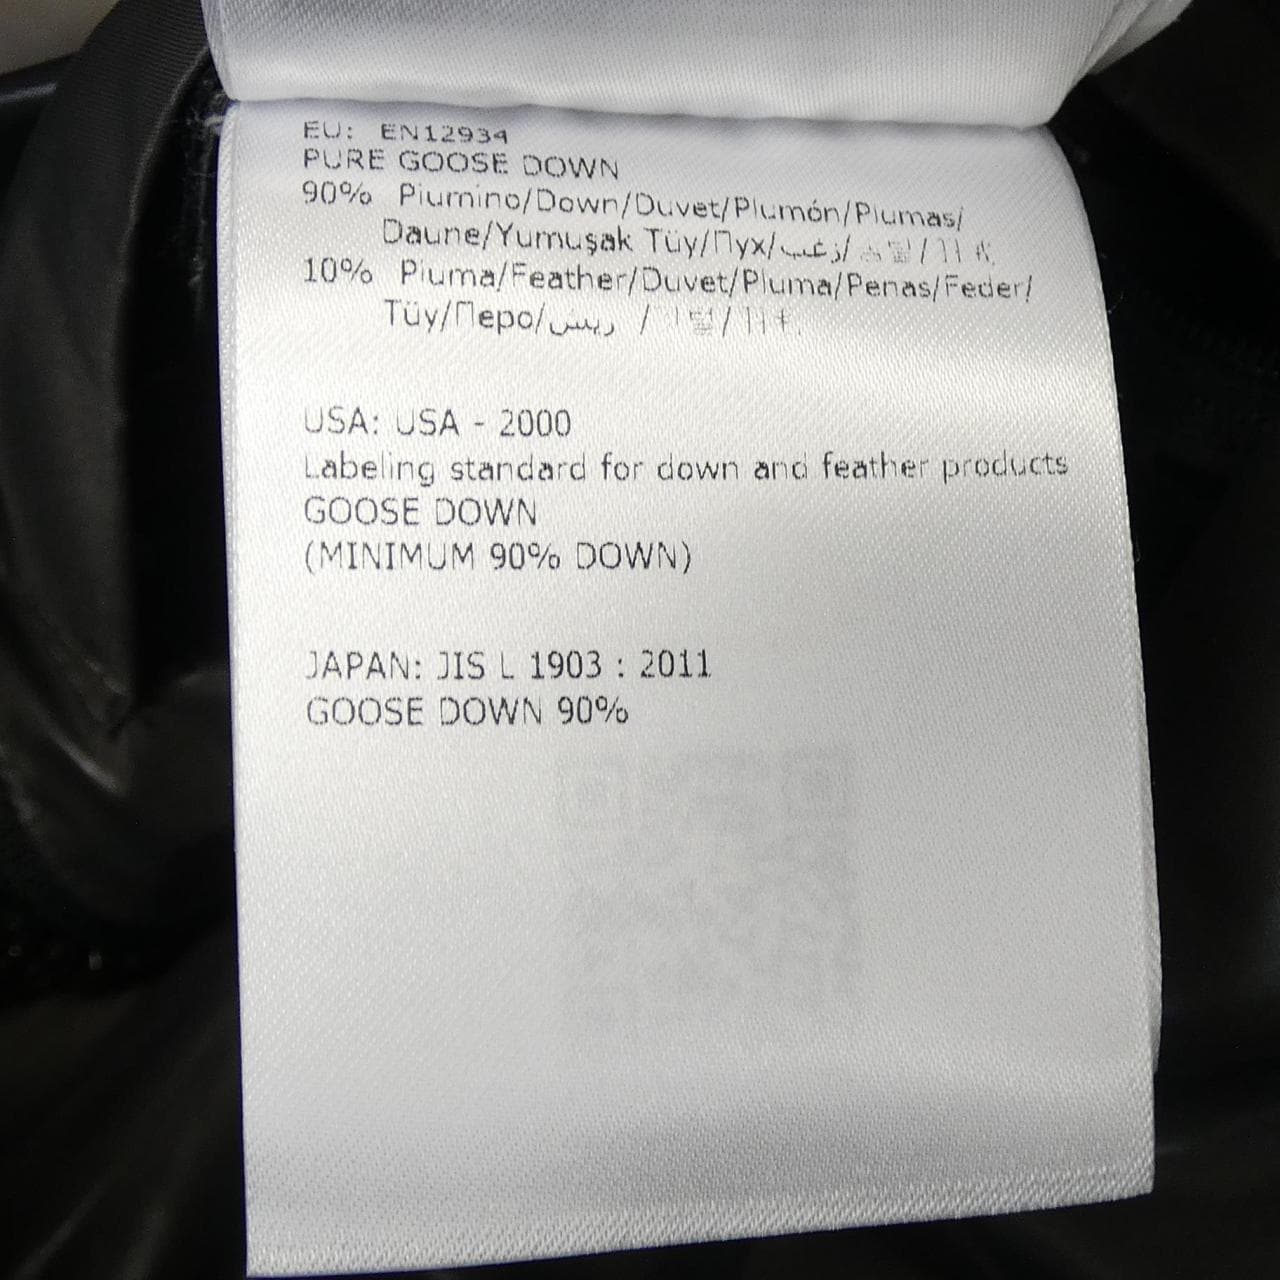 EU: EN12934
PURE GOOSE DOWN
90% Piumino/Down/Duvet/Plumón/Plumas/
Daune/Yumuşak Tüy/Пух/زغب/
10% Piuma/Feather/Duvet/Pluma/Penas/Feder/
Tüy/Перо/ريش /
USA: USA - 2000
Labeling standard for down and feather products
GOOSE DOWN
(MINIMUM 90% DOWN)
JAPAN: JIS L 1903 : 2011
GOOSE DOWN 90%